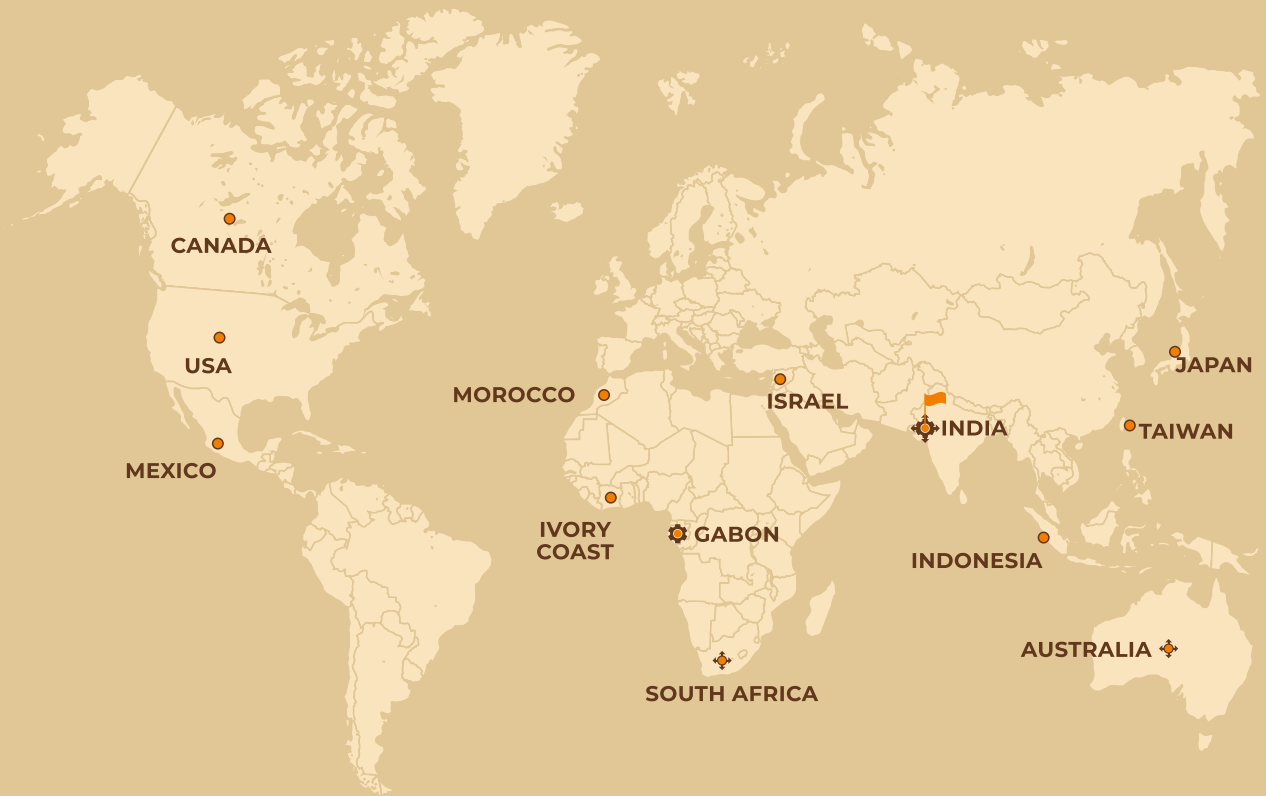 CANADA
USA
JAPAN
MOROCCO
ISRAEL
INDIA
TAIWAN
MEXICO
IVORY
COAST
GABON
INDONESIA
AUSTRALIA
SOUTH AFRICA